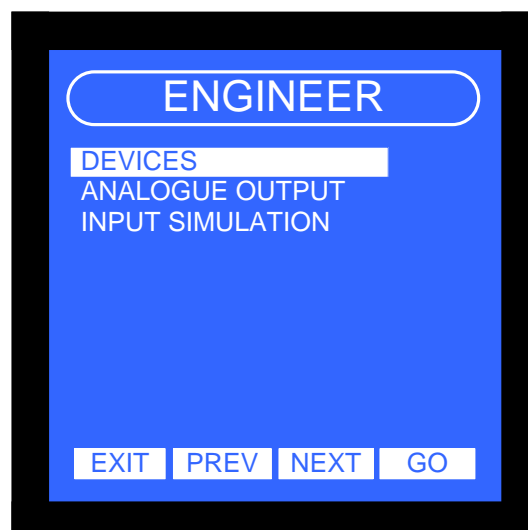 ENGINEER
DEVICES
ANALOGUE OUTPUT
INPUT SIMULATION
EXIT PREV NEXT GO